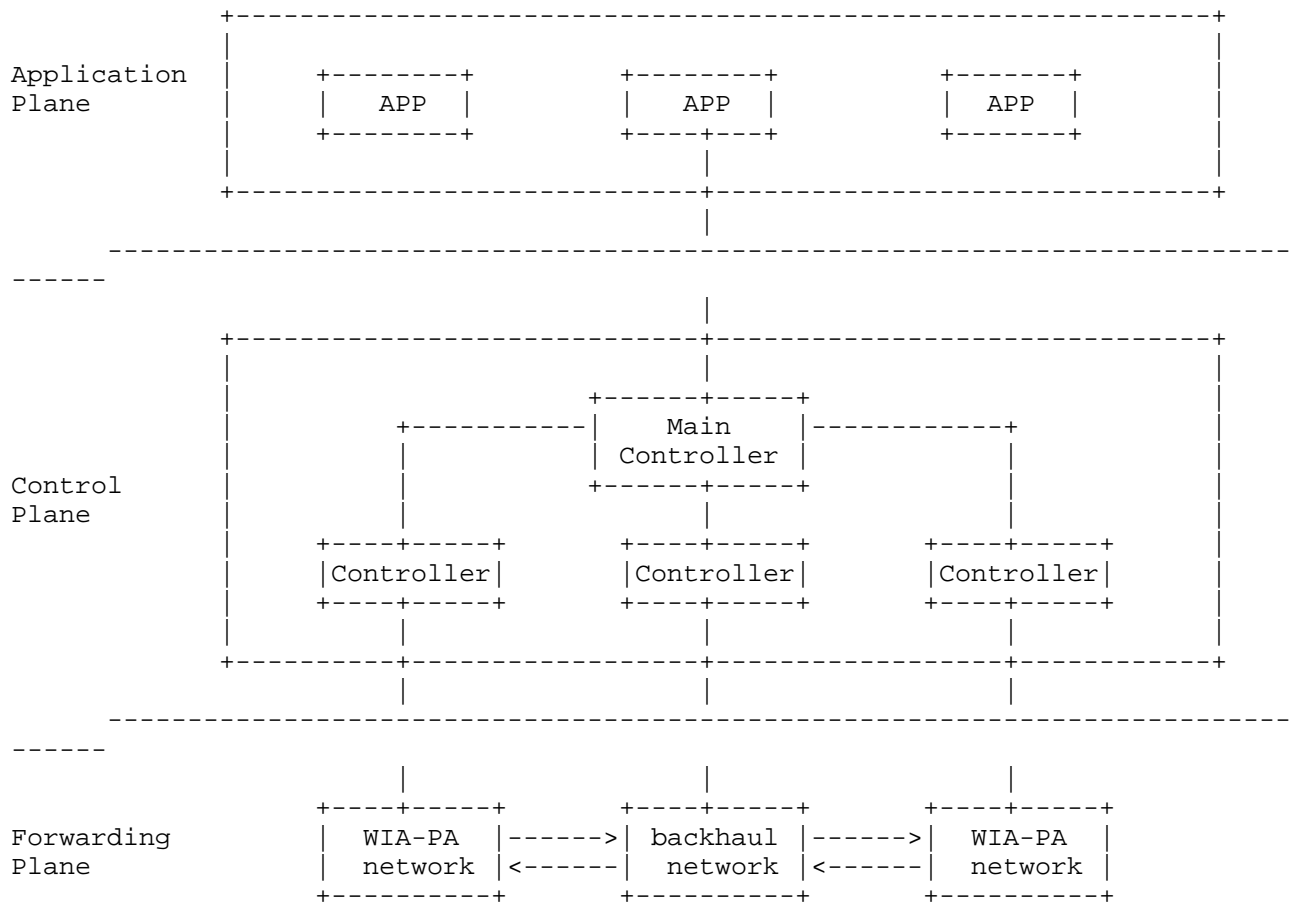 Application
Plane
APP APP APP
Main
Controller
Control
Plane
Controller Controller Controller
Forwarding WIA-PA backhaul WIA-PA
Plane network network network